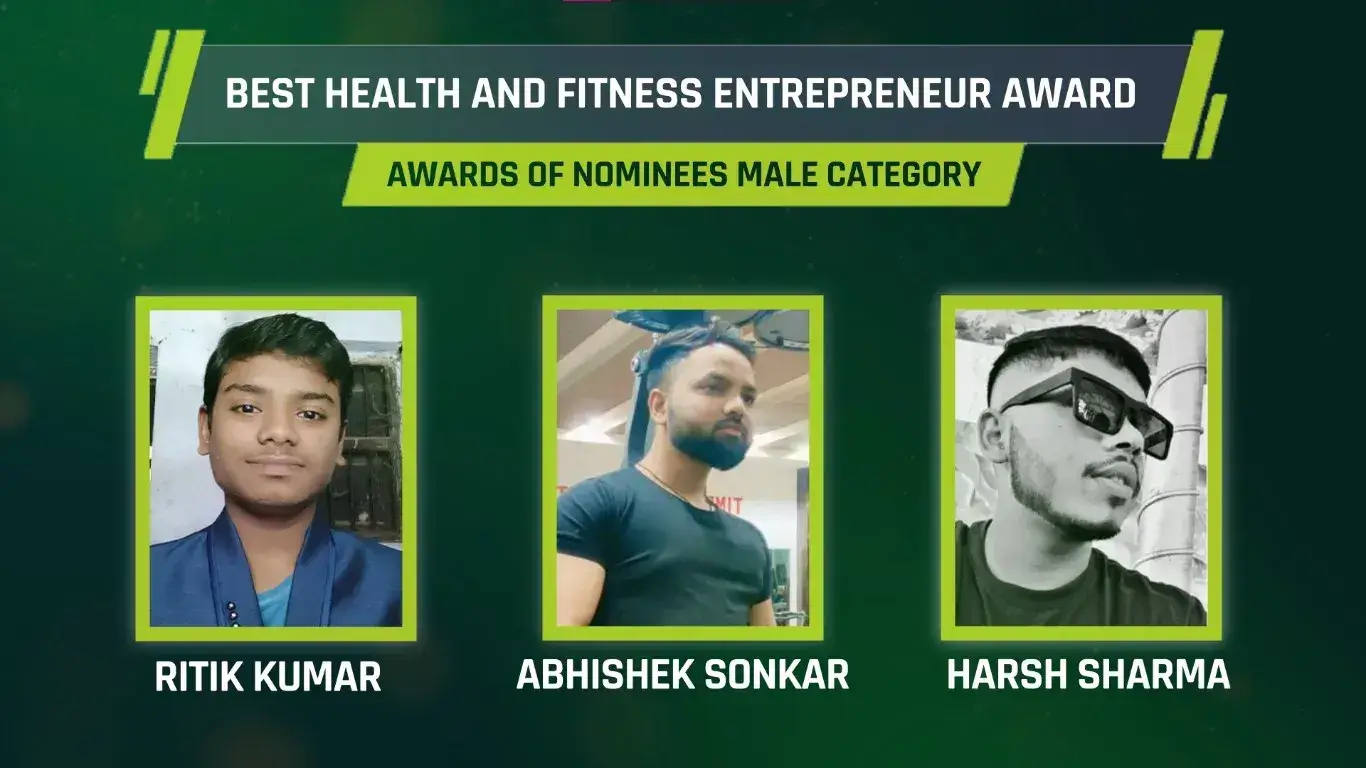 BEST HEALTH AND FITNESS ENTREPRENEUR AWARD
AWARDS OF NOMINEES MALE CATEGORY
RITIK KUMAR
ABHISHEK SONKAR
HARSH SHARMA